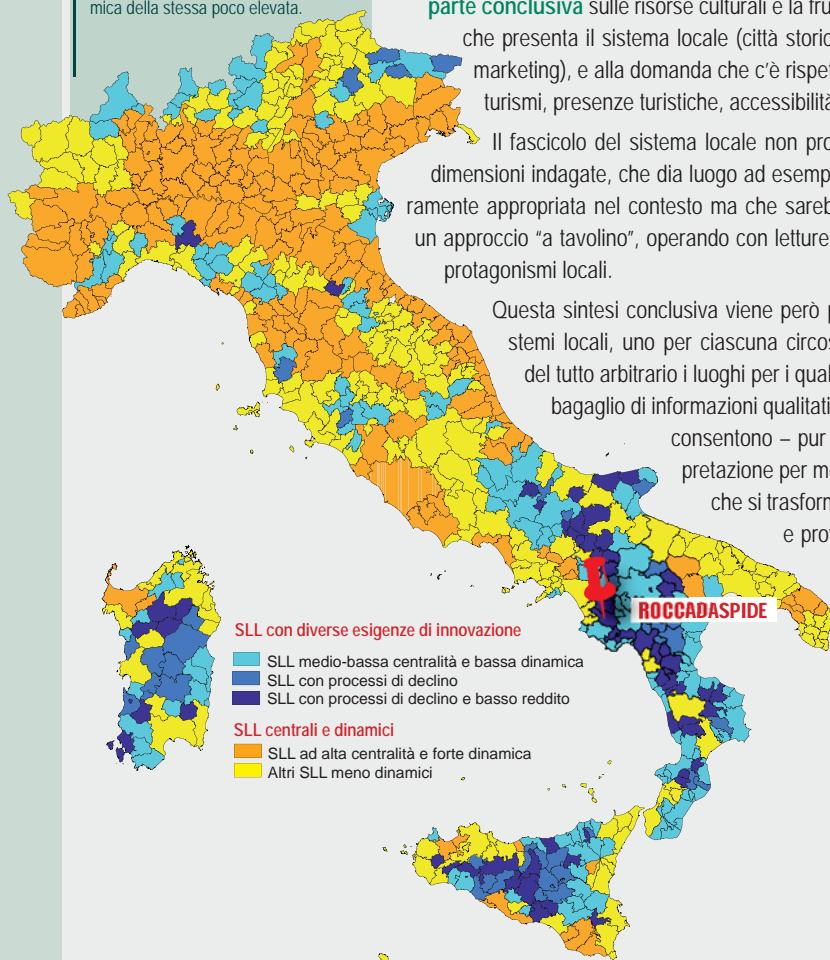 mica della stessa poco elevata.
parte conclusiva sulle risorse culturali e la fru
che presenta il sistema locale (città storic
marketing), e alla domanda che c'è rispet
turismi, presenze turistiche, accessibilità
Il fascicolo del sistema locale non pro
dimensioni indagate, che dia luogo ad esemp
ramente appropriata nel contesto ma che sareb
un approccio "a tavolino", operando con letture
protagonismi locali.
Questa sintesi conclusiva viene però p
stemi locali, uno per ciascuna circos
del tutto arbitrario i luoghi per i qual
bagaglio di informazioni qualitati
consentono – pur
pretazione per me
che si trasform
e prov
ROCCADASPIDE
SLL con diverse esigenze di innovazione
SLL medio-bassa centralità e bassa dinamica
SLL con processi di declino
SLL con processi di declino e basso reddito
SLL centrali e dinamici
SLL ad alta centralità e forte dinamica
Altri SLL meno dinamici